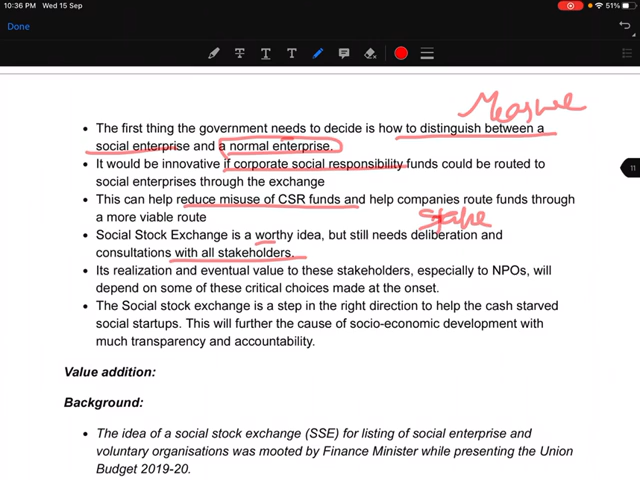 10:36 PM Wed 15 Sep
51%
Done
Measure
• The first thing the government needs to decide is how to distinguish between a
social enterprise and a normal enterprise.
• It would be innovative if corporate social responsibility funds could be routed to
social enterprises through the exchange
• This can help reduce misuse of CSR funds and help companies route funds through
a more viable route
stake
• Social Stock Exchange is a worthy idea, but still needs deliberation and
consultations with all stakeholders.
• Its realization and eventual value to these stakeholders, especially to NPOs, will
depend on some of these critical choices made at the onset.
• The Social stock exchange is a step in the right direction to help the cash starved
social startups. This will further the cause of socio-economic development with
much transparency and accountability.
Value addition:
Background:
• The idea of a social stock exchange (SSE) for listing of social enterprise and
voluntary organisations was mooted by Finance Minister while presenting the Union
Budget 2019-20.
11